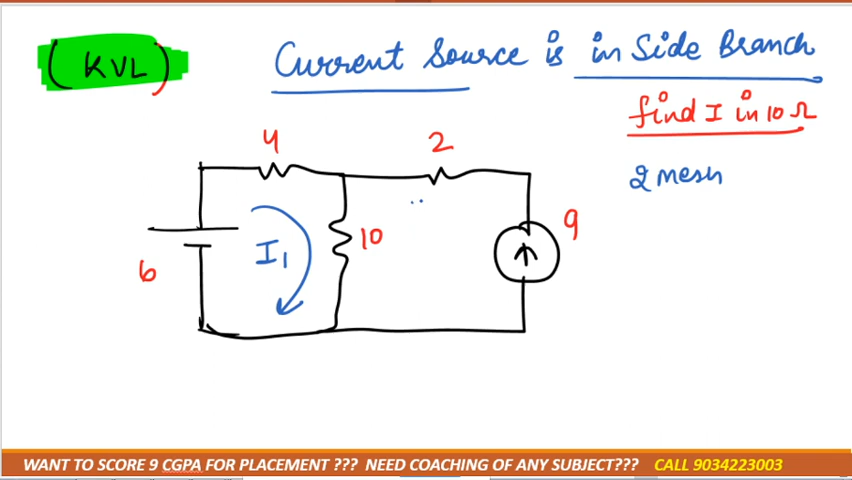 (KVL)
Current Source is in Side Branch
find I in 10 Ω
2 mesh
4
2
6
I₁
10
9
WANT TO SCORE 9 CGPA FOR PLACEMENT ??? NEED COACHING OF ANY SUBJECT??? CALL 9034223003